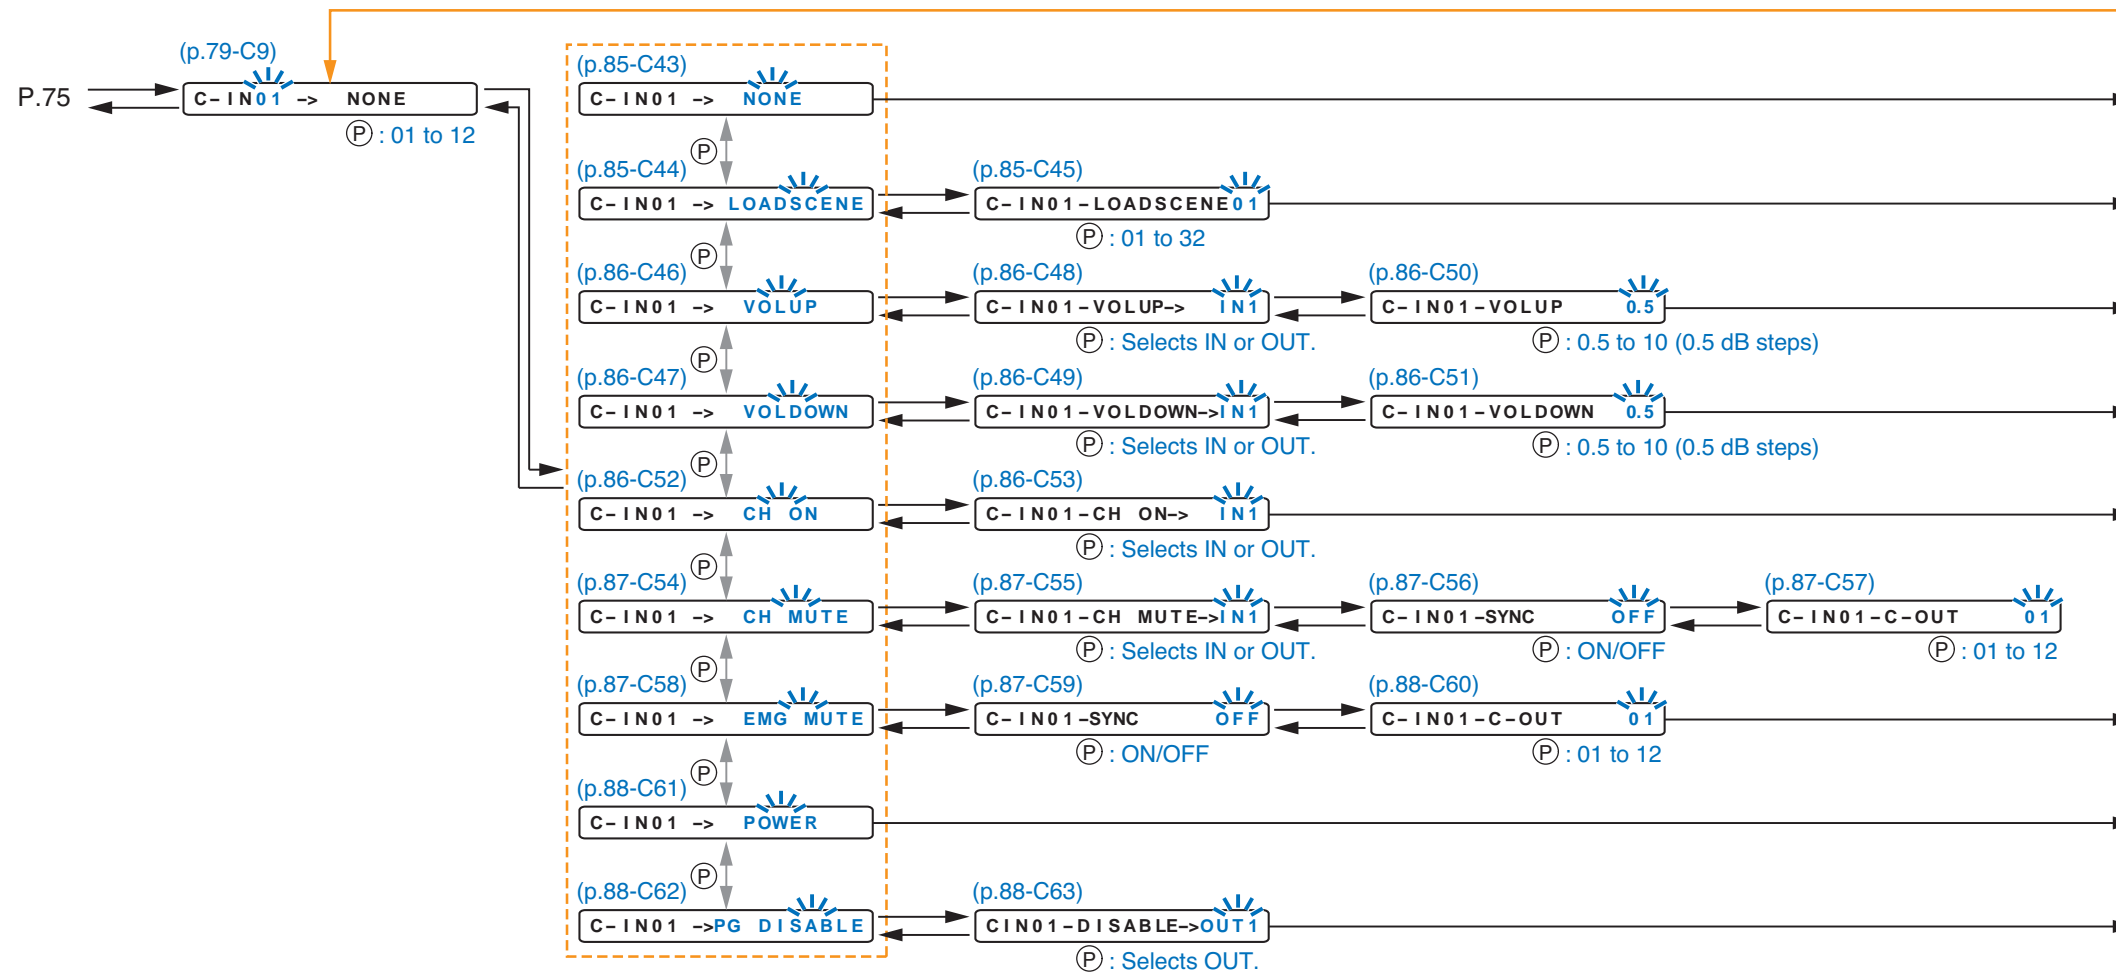 (p.79-C9)
P.75
C-IN01 -> NONE
Ⓟ : 01 to 12
(p.85-C43)
C-IN01 -> NONE
Ⓟ
(p.85-C44)
C-IN01 -> LOADSCENE
(p.85-C45)
C-IN01-LOADSCENE01
Ⓟ : 01 to 32
Ⓟ
(p.86-C46)
C-IN01 -> VOLUP
(p.86-C48)
C-IN01-VOLUP-> IN1
Ⓟ : Selects IN or OUT.
(p.86-C50)
C-IN01-VOLUP 0.5
Ⓟ : 0.5 to 10 (0.5 dB steps)
Ⓟ
(p.86-C47)
C-IN01 -> VOLDOWN
(p.86-C49)
C-IN01-VOLDOWN->IN1
Ⓟ : Selects IN or OUT.
(p.86-C51)
C-IN01-VOLDOWN 0.5
Ⓟ : 0.5 to 10 (0.5 dB steps)
Ⓟ
(p.86-C52)
C-IN01 -> CH ON
(p.86-C53)
C-IN01-CH ON-> IN1
Ⓟ : Selects IN or OUT.
Ⓟ
(p.87-C54)
C-IN01 -> CH MUTE
(p.87-C55)
C-IN01-CH MUTE->IN1
Ⓟ : Selects IN or OUT.
(p.87-C56)
C-IN01-SYNC OFF
Ⓟ : ON/OFF
(p.87-C57)
C-IN01-C-OUT 01
Ⓟ : 01 to 12
Ⓟ
(p.87-C58)
C-IN01 -> EMG MUTE
(p.87-C59)
C-IN01-SYNC OFF
Ⓟ : ON/OFF
(p.88-C60)
C-IN01-C-OUT 01
Ⓟ : 01 to 12
Ⓟ
(p.88-C61)
C-IN01 -> POWER
Ⓟ
(p.88-C62)
C-IN01 ->PG DISABLE
(p.88-C63)
CIN01-DISABLE->OUT1
Ⓟ : Selects OUT.